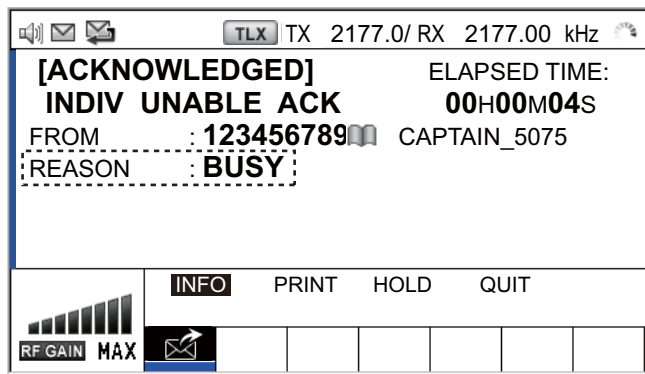 TLX TX 2177.0/ RX 2177.00 kHz
[ACKNOWLEDGED] ELAPSED TIME:
INDIV UNABLE ACK 00H00M04S
FROM : 123456789 CAPTAIN_5075
REASON : BUSY
INFO PRINT HOLD QUIT
RF GAIN MAX